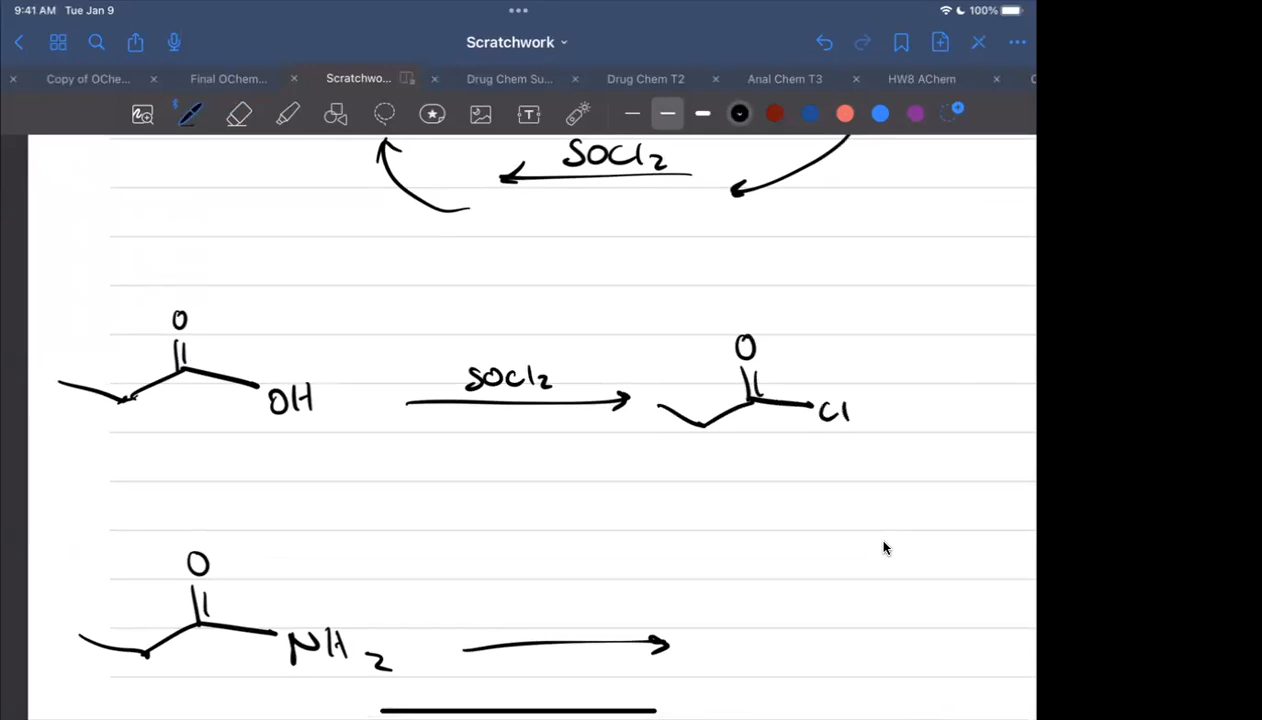 9:41 AM Tue Jan 9
100%
Scratchwork
Copy of OChe...
Final OChem...
Scratchwo...
Drug Chem Su...
Drug Chem T2
Anal Chem T3
HW8 AChem
SOCl2
O
OH
SOCl2
O
Cl
O
NH2